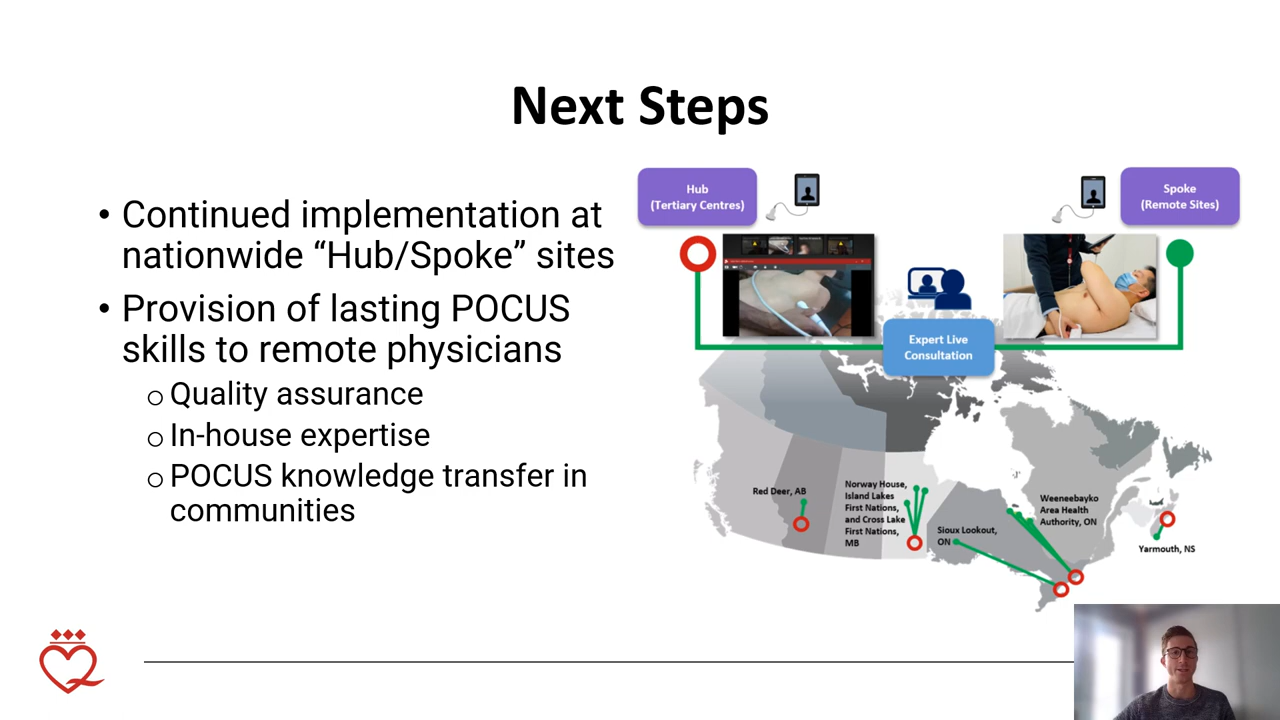 Next Steps
• Continued implementation at
nationwide “Hub/Spoke” sites
• Provision of lasting POCUS
skills to remote physicians
o Quality assurance
o In-house expertise
o POCUS knowledge transfer in
communities
Hub
(Tertiary Centres)
Spoke
(Remote Sites)
Expert Live
Consultation
Red Deer, AB
Norway House,
Island Lakes
First Nations,
and Cross Lake
First Nations,
MB
Sioux Lookout,
ON
Weeneebayko
Area Health
Authority, ON
Yarmouth, NS